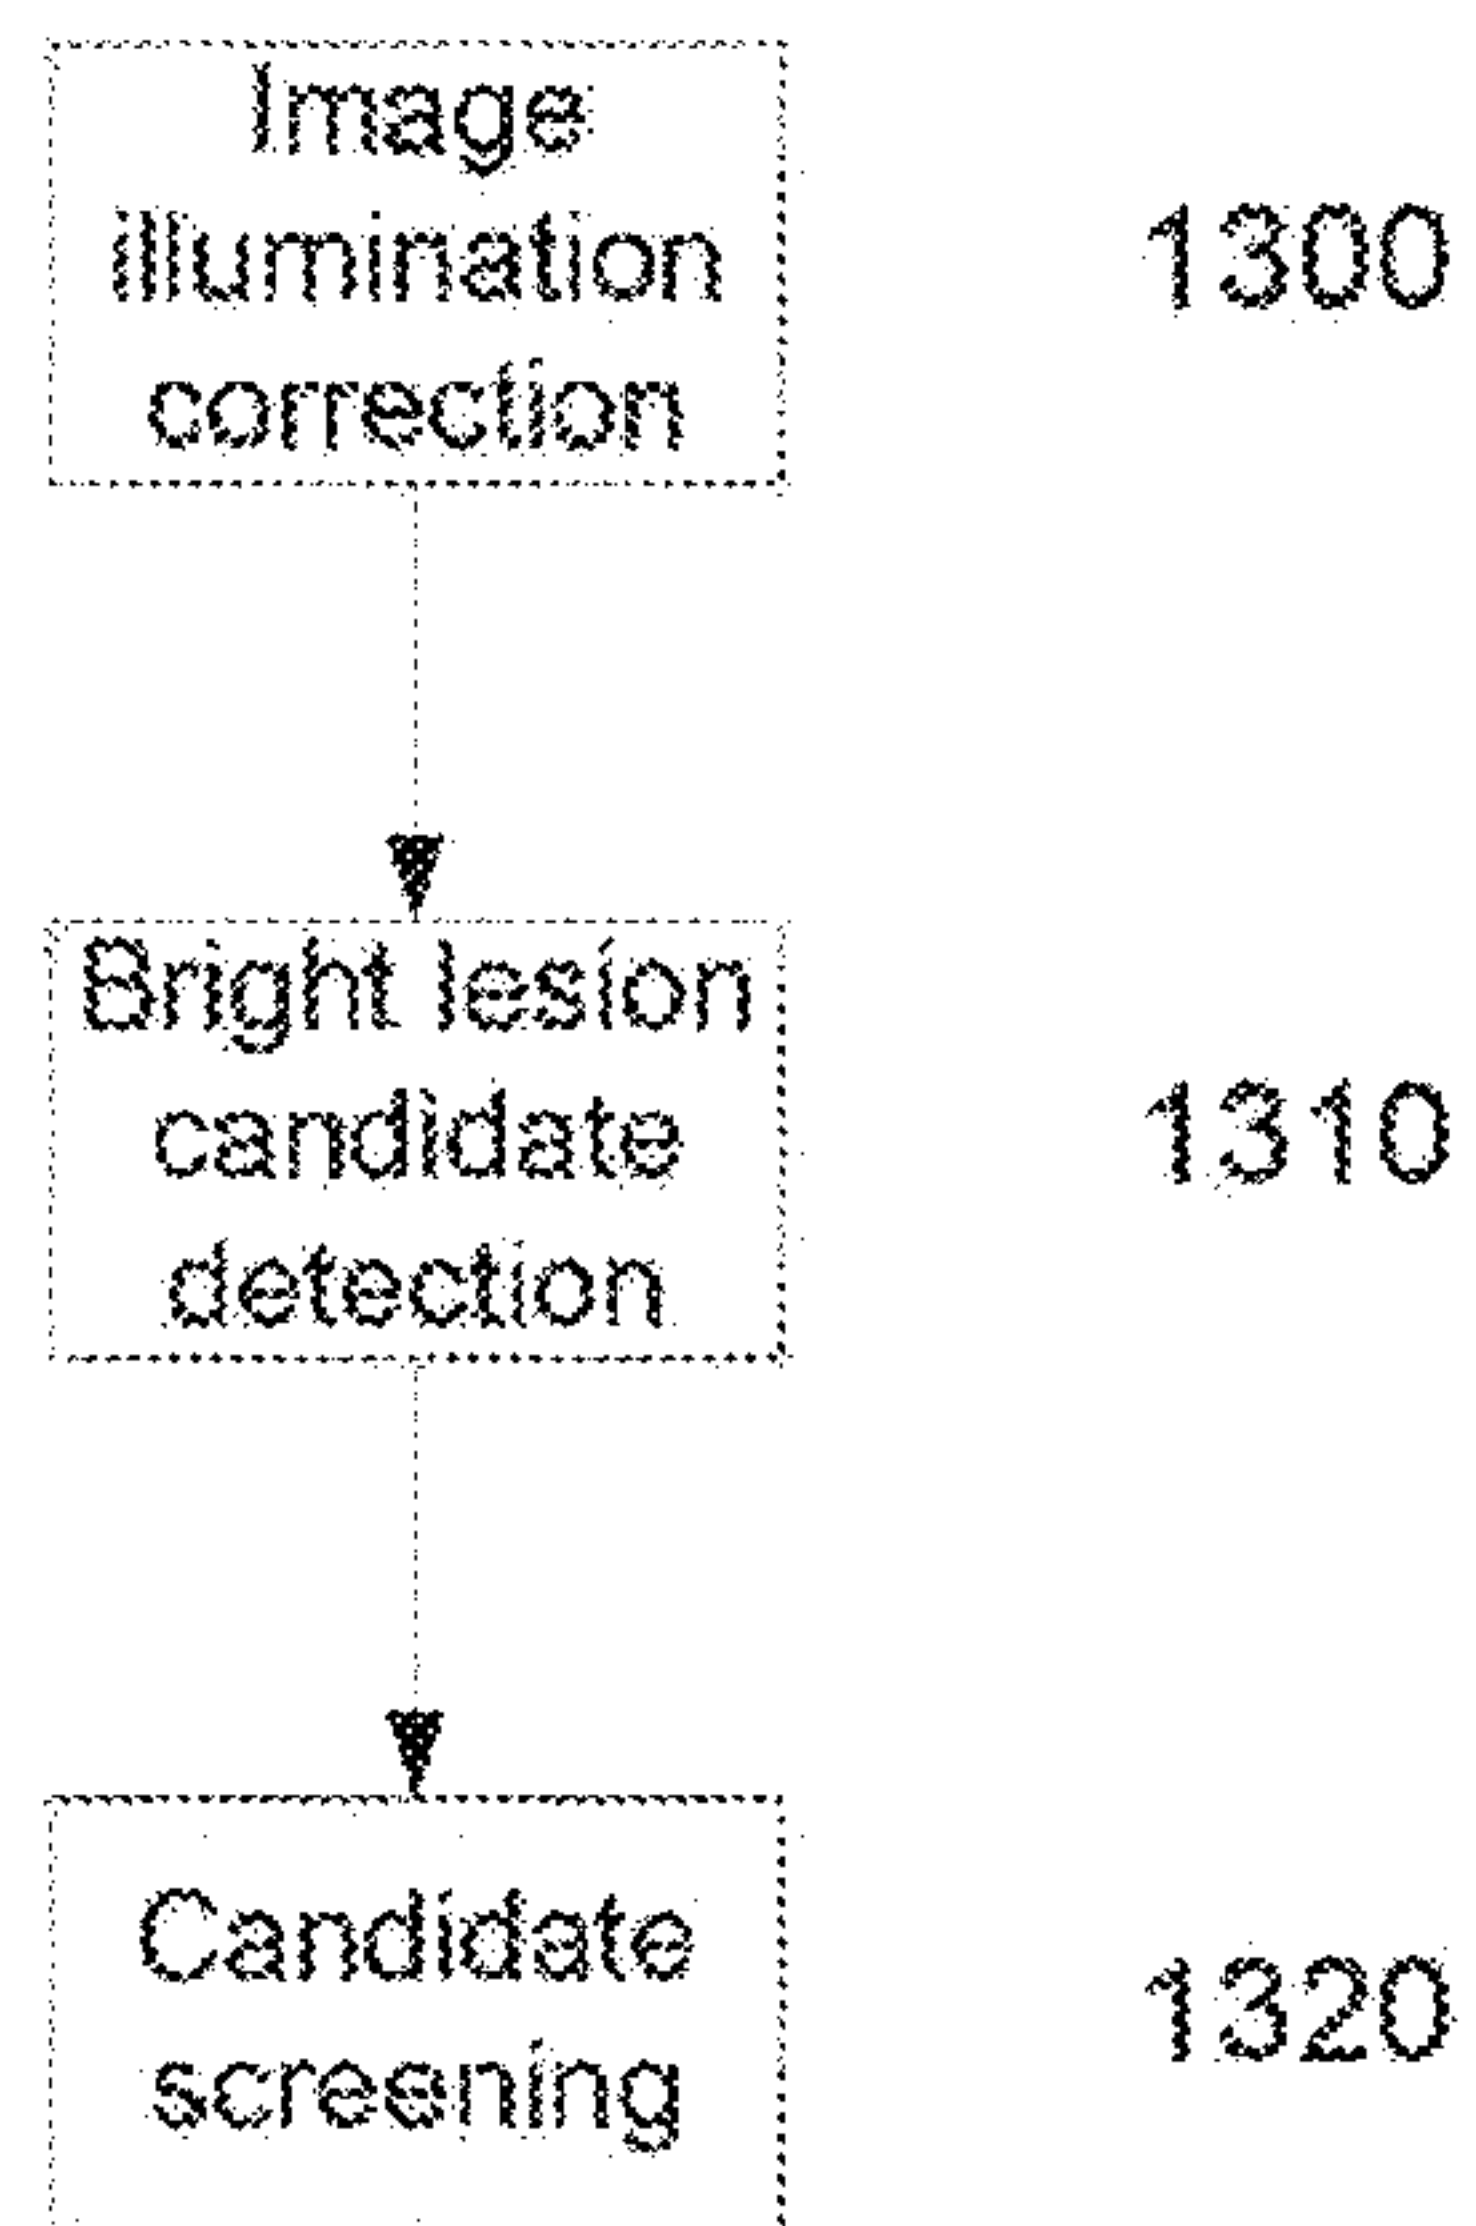 Image
illumination
correction
1300
Bright lesion
candidate
detection
1310
Candidate
screening
1320